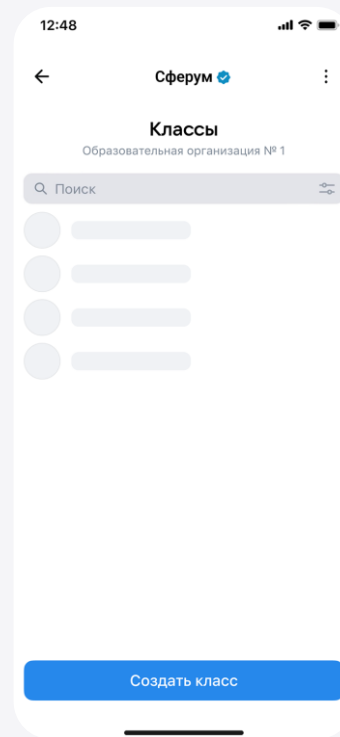 12:48
Сферум
Классы
Образовательная организация № 1
Поиск
Создать класс